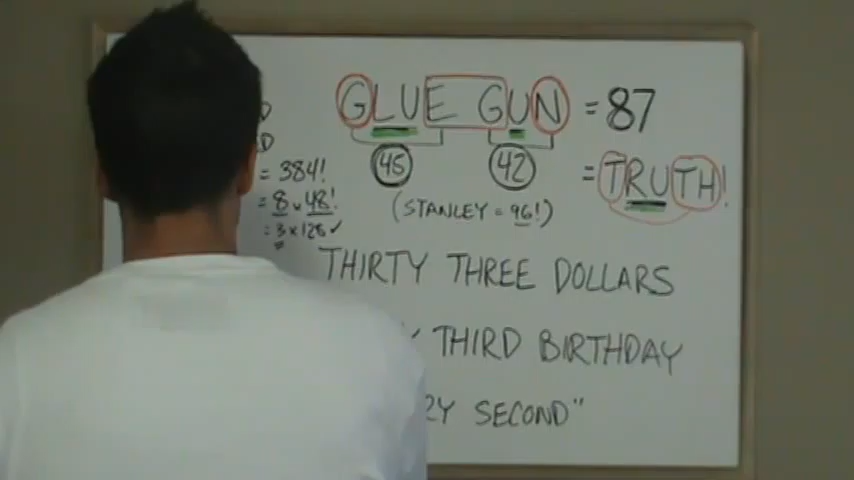 GLUE GUN = 87
45 42
= TRUTH!
(STANLEY = 96!)
D
D
= 384!
= 8 x 48!
= 3 x 128 ✓
THIRTY THREE DOLLARS
Y THIRD BIRTHDAY
RY SECOND"